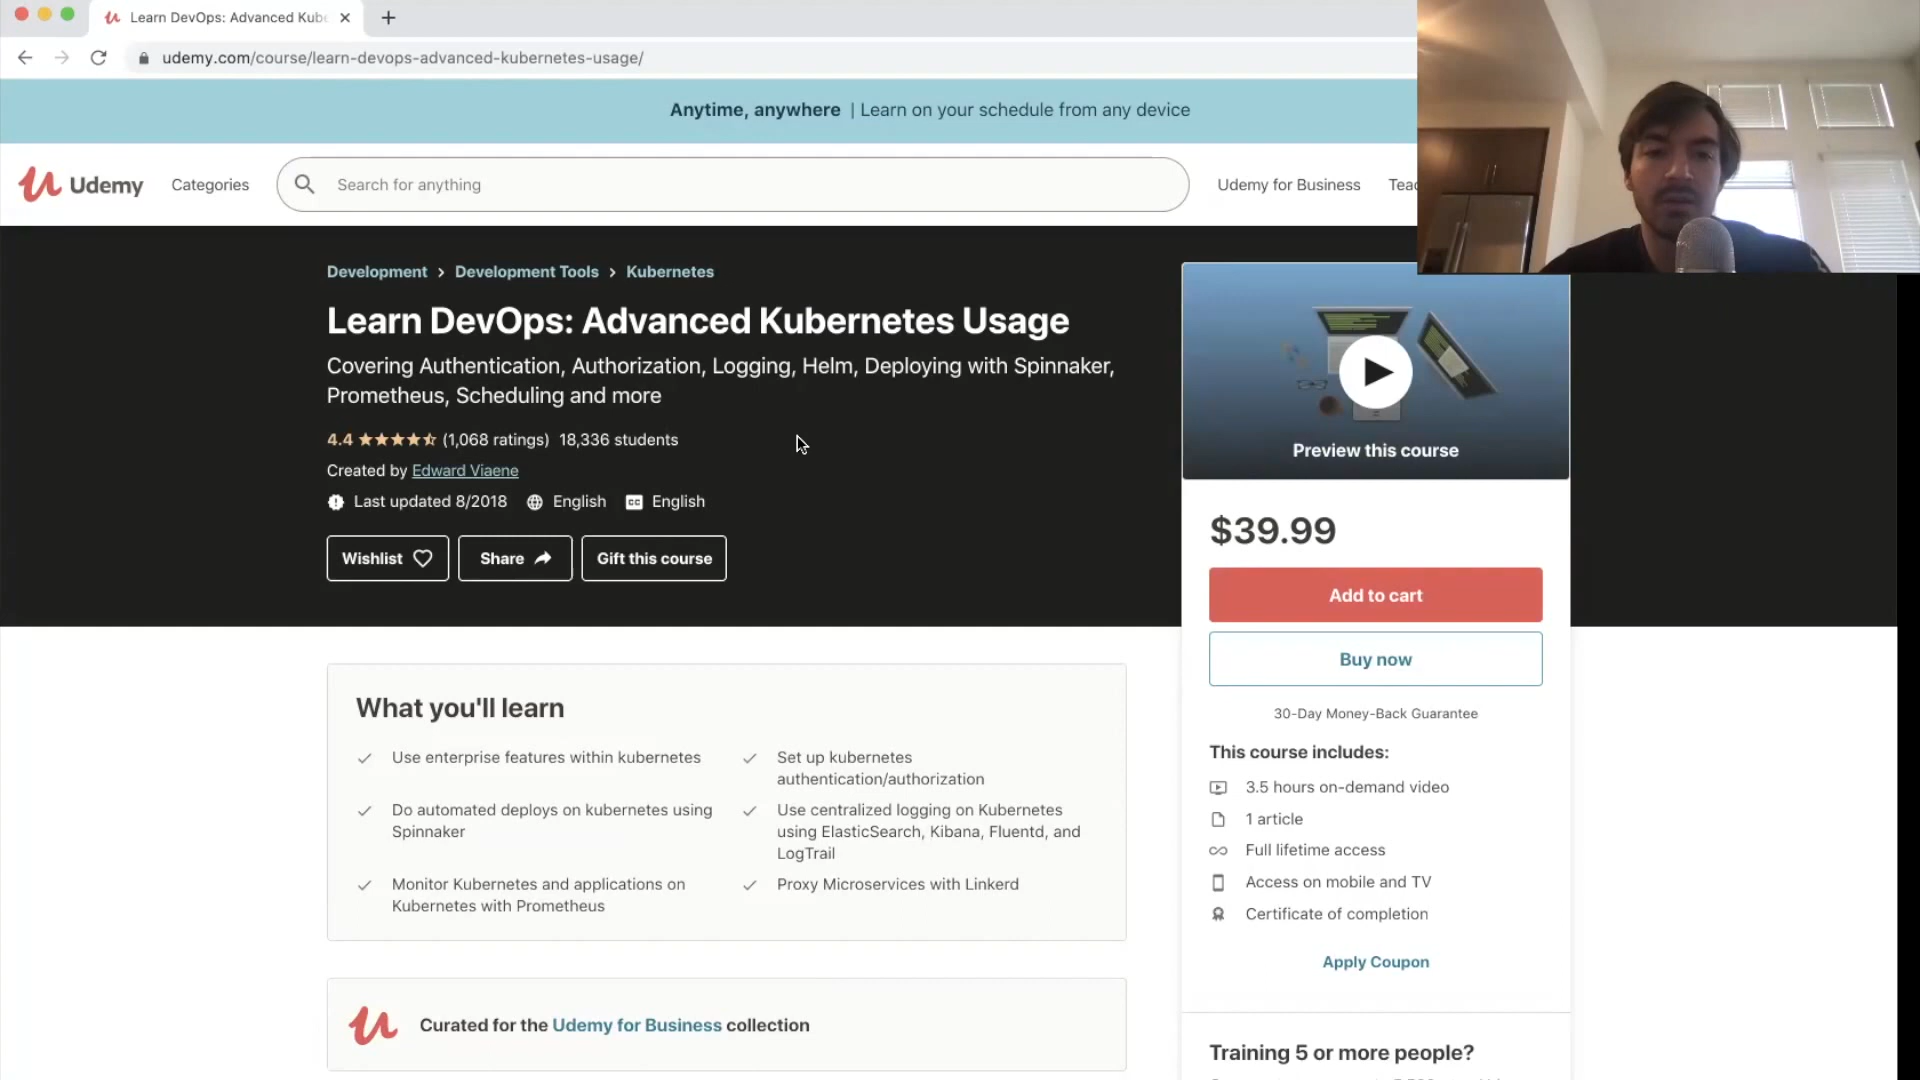 Learn DevOps: Advanced Kube
udemy.com/course/learn-devops-advanced-kubernetes-usage/
Anytime, anywhere | Learn on your schedule from any device
Udemy
Categories
Search for anything
Udemy for Business
Development > Development Tools > Kubernetes
Learn DevOps: Advanced Kubernetes Usage
Covering Authentication, Authorization, Logging, Helm, Deploying with Spinnaker,
Prometheus, Scheduling and more
4.4 (1,068 ratings) 18,336 students
Created by Edward Viaene
Last updated 8/2018 English CC English
Wishlist
Share
Gift this course
Preview this course
$39.99
Add to cart
Buy now
30-Day Money-Back Guarantee
This course includes:
3.5 hours on-demand video
1 article
Full lifetime access
Access on mobile and TV
Certificate of completion
Apply Coupon
Training 5 or more people?
What you'll learn
Use enterprise features within kubernetes
Set up kubernetes
authentication/authorization
Do automated deploys on kubernetes using
Spinnaker
Use centralized logging on Kubernetes
using ElasticSearch, Kibana, Fluentd, and
LogTrail
Monitor Kubernetes and applications on
Kubernetes with Prometheus
Proxy Microservices with Linkerd
Curated for the Udemy for Business collection